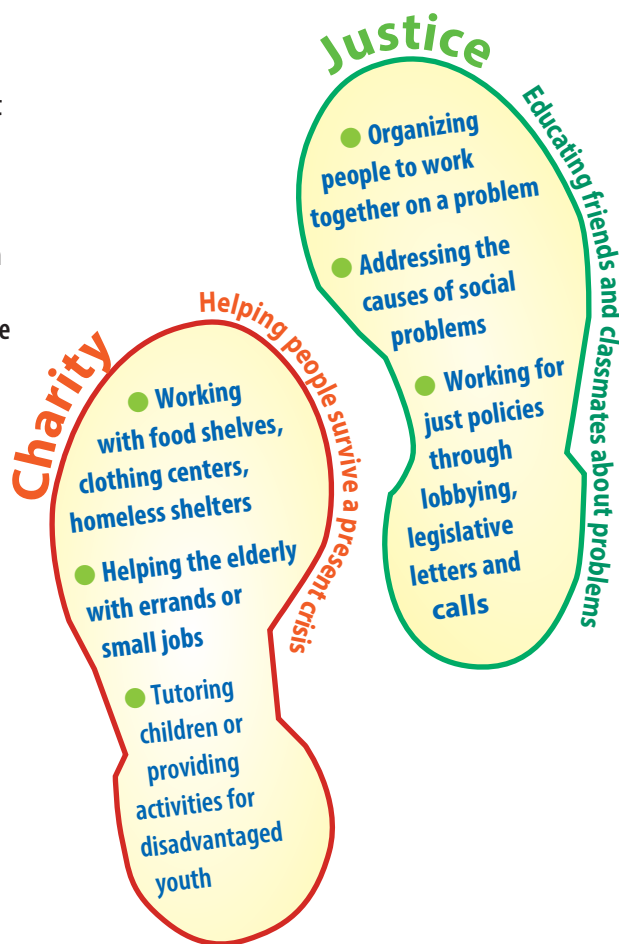 Justice
Educating friends and classmates about problems
● Organizing
people to work
together on a problem
● Addressing the
causes of social
problems
● Working for
just policies
through
lobbying,
legislative
letters and
calls
Charity
Helping people survive a present crisis
● Working
with food shelves,
clothing centers,
homeless shelters
● Helping the elderly
with errands or
small jobs
● Tutoring
children or
providing
activities for
disadvantaged
youth